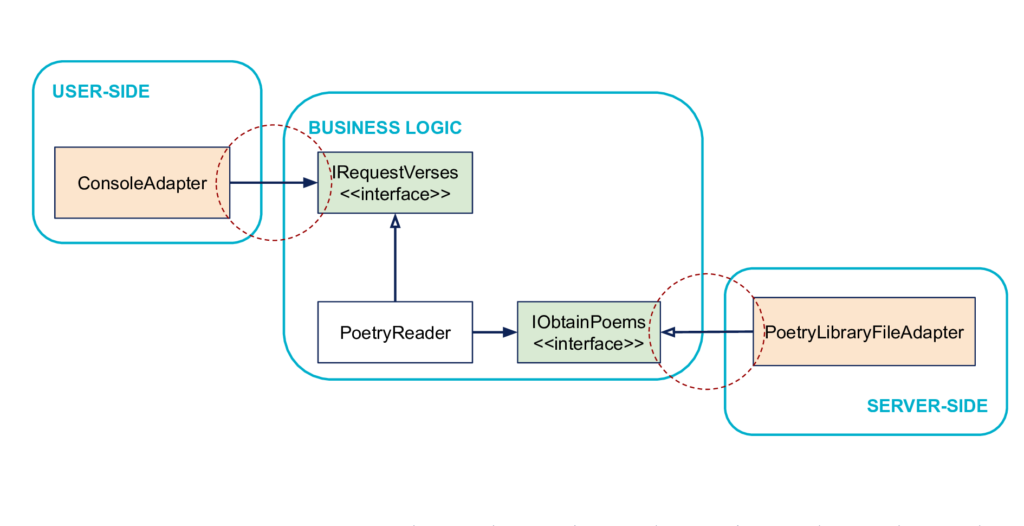 USER-SIDE
ConsoleAdapter
BUSINESS LOGIC
IRequestVerses
<<interface>>
PoetryReader
IObtainPoems
<<interface>>
PoetryLibraryFileAdapter
SERVER-SIDE